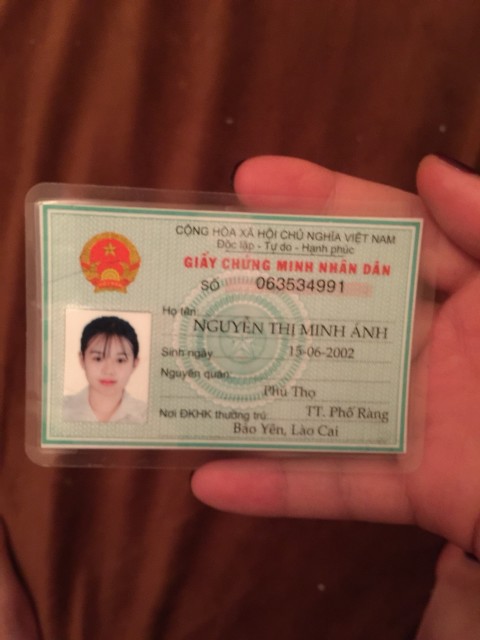 CỘNG HÒA XÃ HỘI CHỦ NGHĨA VIỆT NAM
Độc lập - Tự do - Hạnh phúc
GIẤY CHỨNG MINH NHÂN DÂN
SỐ 063534991
Họ tên: NGUYỄN THỊ MINH ÁNH
Sinh ngày: 15-06-2002
Nguyên quán: Phú Thọ
Nơi ĐKHK thường trú: TT. Phố Ràng
Bảo Yên, Lào Cai